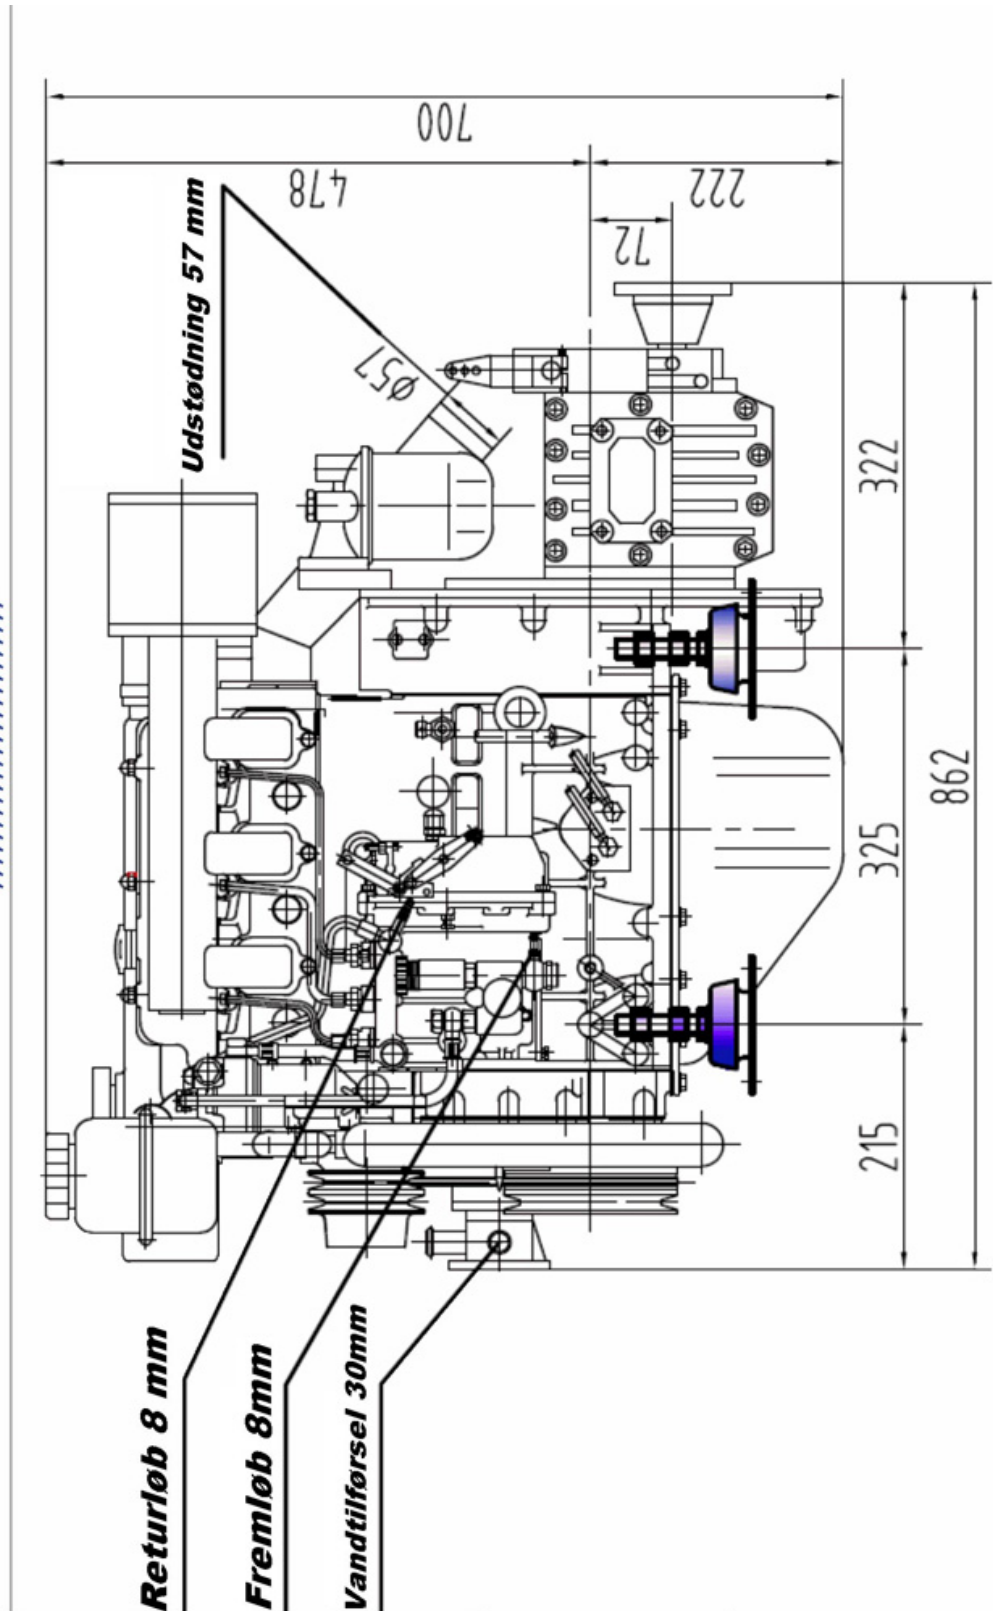 700
478
222
72
Udstødning 57 mm
Ø57
322
862
325
215
Returløb 8 mm
Fremløb 8mm
Vandtilførsel 30mm